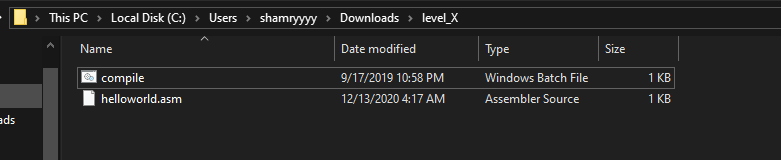 This PC > Local Disk (C:) > Users > shamryyyy > Downloads > level_X
Name Date modified Type Size
compile 9/17/2019 10:58 PM Windows Batch File 1 KB
helloworld.asm 12/13/2020 4:17 AM Assembler Source 1 KB
ads